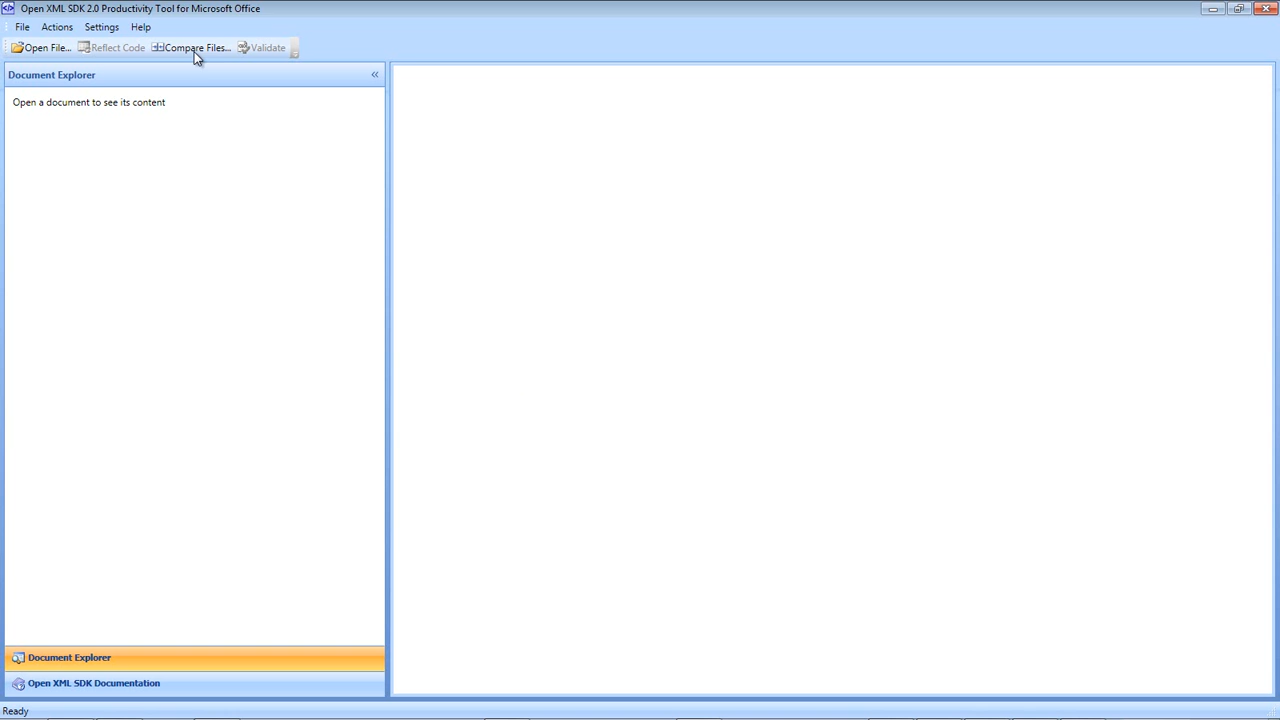 Open XML SDK 2.0 Productivity Tool for Microsoft Office
File Actions Settings Help
Open File... Reflect Code Compare Files... Validate
Document Explorer «
Open a document to see its content
Document Explorer
Open XML SDK Documentation
Ready